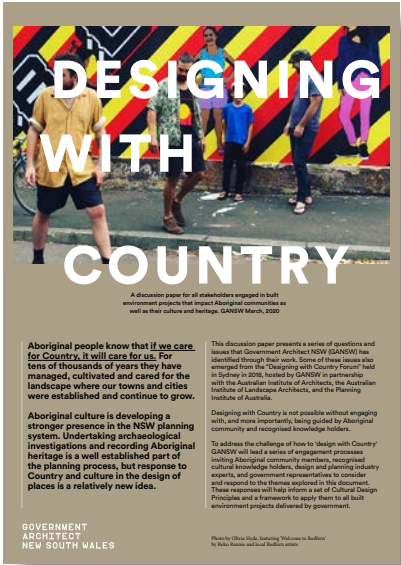 DESIGNING
WITH
COUNTRY
A discussion paper for all stakeholders engaged in built
environment projects that impact Aboriginal communities as
well as their culture and heritage. GANSW March, 2020
Aboriginal people know that if we care
for Country, it will care for us. For
tens of thousands of years they have
managed, cultivated and cared for the
landscape where our towns and cities
were established and continue to grow.
Aboriginal culture is developing a
stronger presence in the NSW planning
system. Undertaking archaeological
investigations and recording Aboriginal
heritage is a well established part of
the planning process, but response to
Country and culture in the design of
places is a relatively new idea.
This discussion paper presents a series of questions and
issues that Government Architect NSW (GANSW) has
identified through their work. Some of these issues also
emerged from the "Designing with Country Forum" held
in Sydney in 2018, hosted by GANSW in partnership
with the Australian Institute of Architects, the Australian
Institute of Landscape Architects, and the Planning
Institute of Australia.
Designing with Country is not possible without engaging
with, and more importantly, being guided by Aboriginal
community and recognised knowledge holders.
To address the challenge of how to 'design with Country'
GANSW will lead a series of engagement processes
inviting Aboriginal community members, recognised
cultural knowledge holders, design and planning industry
experts, and government representatives to consider
and respond to the themes explored in this document.
These responses will help inform a set of Cultural Design
Principles and a framework to apply them to all built
environment projects delivered by government.
GOVERNMENT
ARCHITECT
NEW SOUTH WALES
Photo by Olivia Hyde, featuring 'Welcome to Redfern'
by Reko Rennie and local Redfern artists